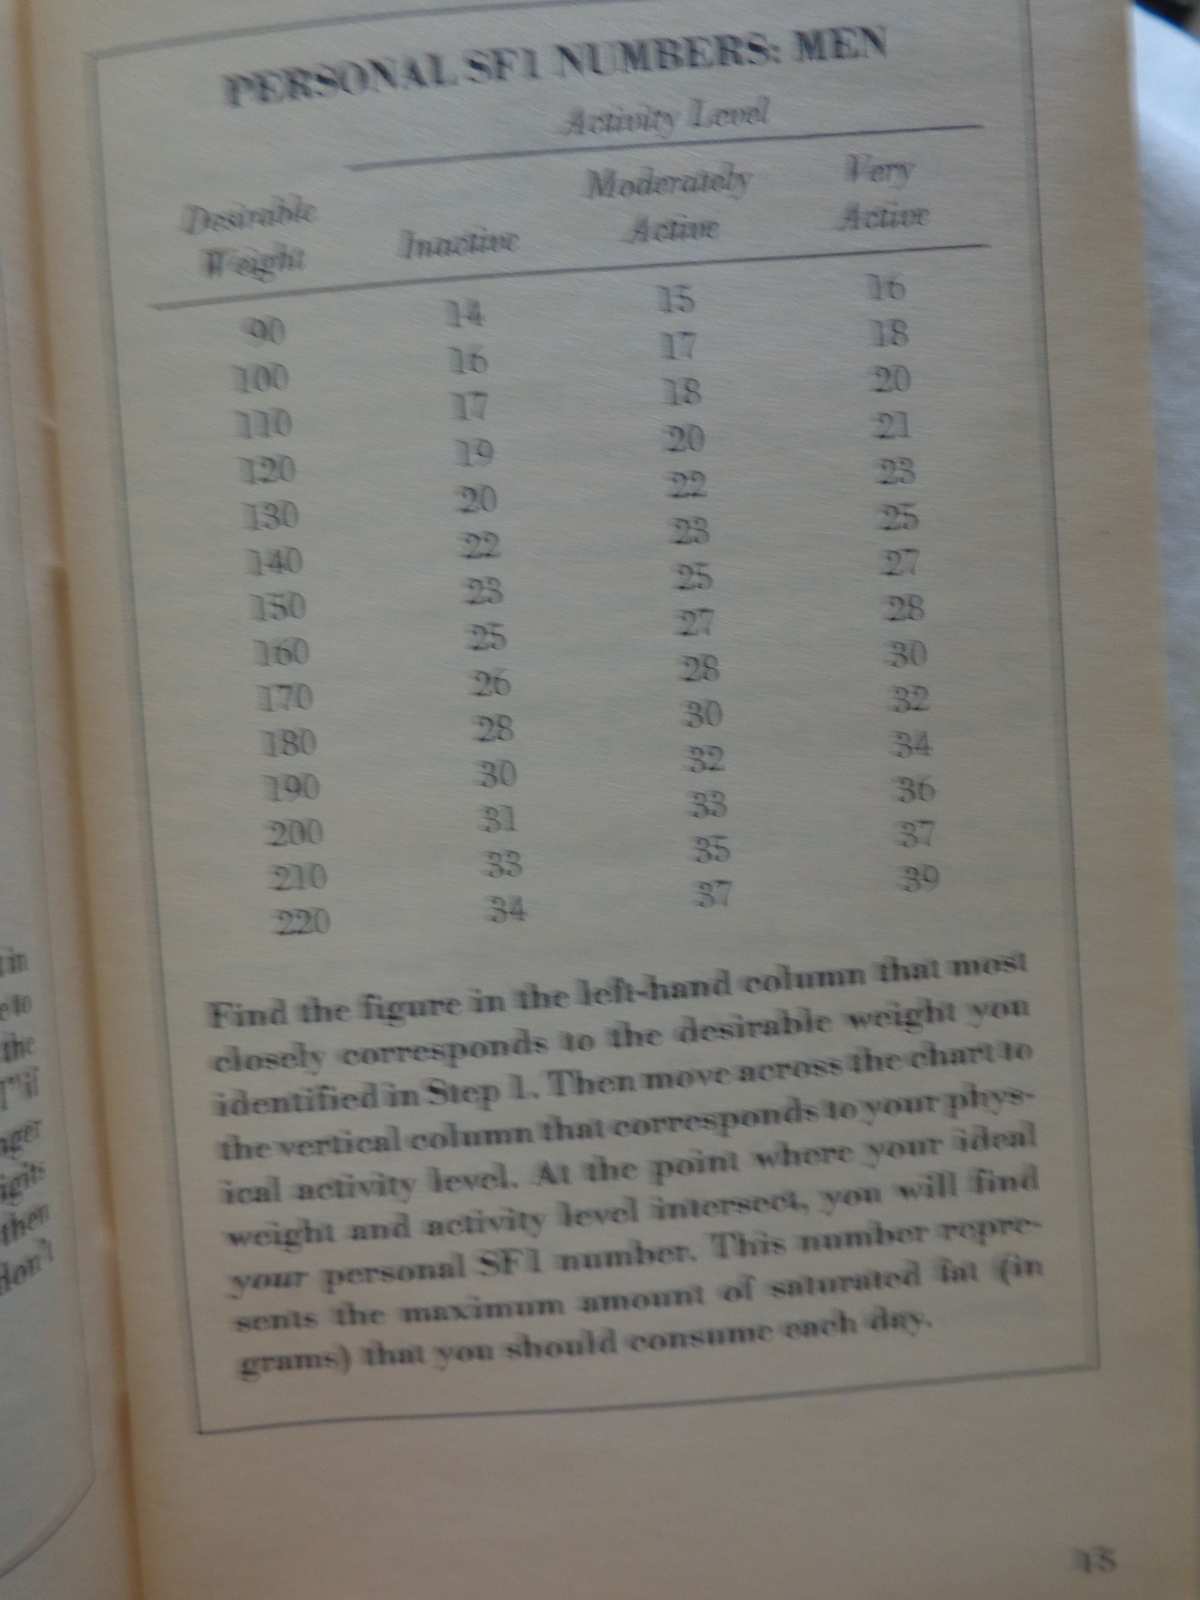 PERSONAL SF1 NUMBERS: MEN
Activity Level
Desirable Weight Inactive Moderately Active Very Active
90 14 15 16
100 16 17 18
110 17 18 20
120 19 20 21
130 20 22 23
140 22 23 25
150 23 25 27
160 25 27 28
170 26 28 30
180 28 30 32
190 30 32 34
200 31 33 36
210 33 35 37
220 34 37 39
Find the figure in the left-hand column that most
closely corresponds to the desirable weight you
identified in Step 1. Then move across the chart to
the vertical column that corresponds to your phys-
ical activity level. At the point where your ideal
weight and activity level intersect, you will find
your personal SF1 number. This number repre-
sents the maximum amount of saturated fat (in
grams) that you should consume each day.
in
the
then
don't